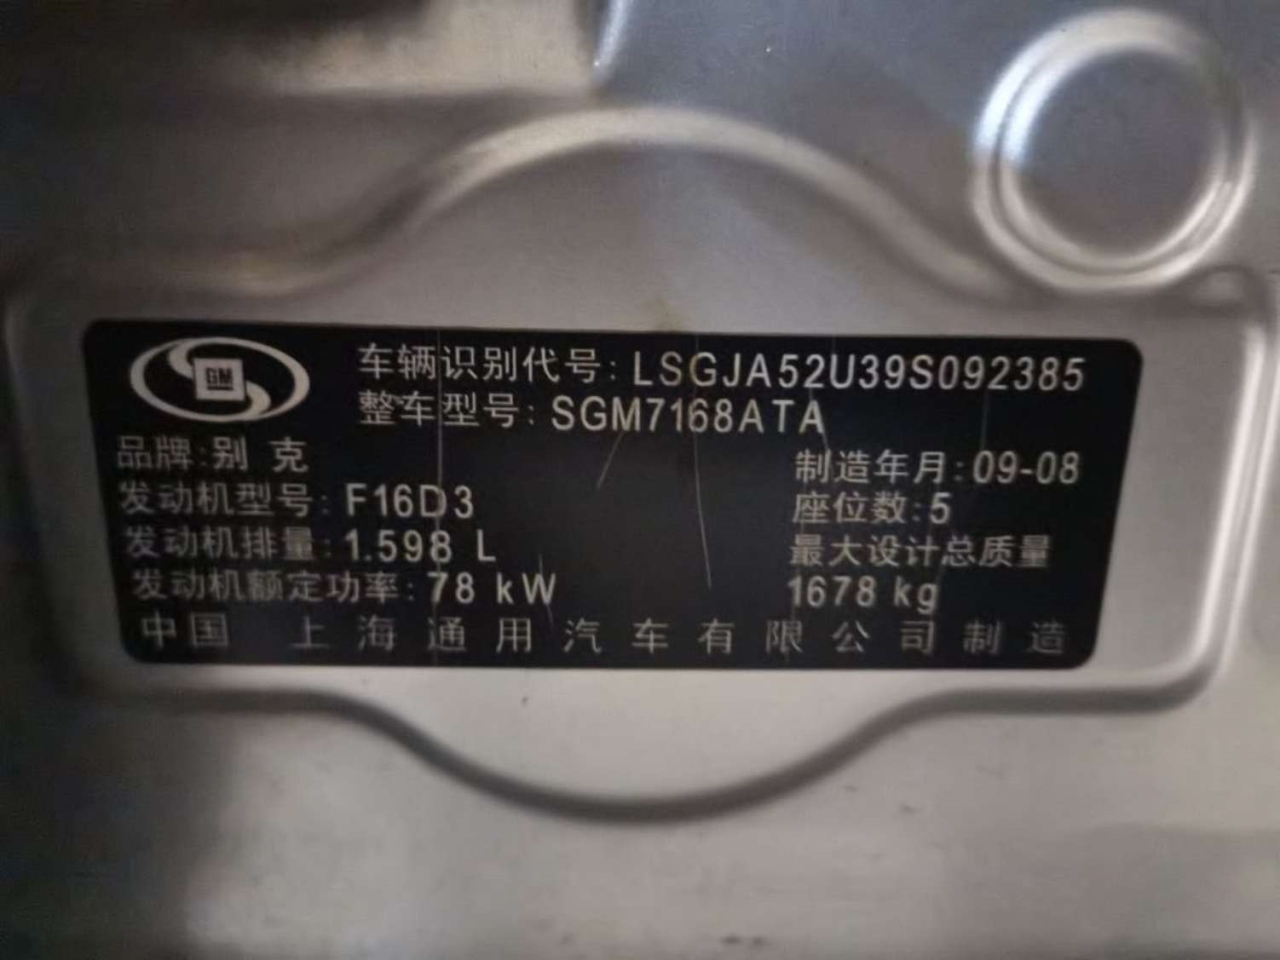 GM
车辆识别代号: LSGJA52U39S092385
整车型号: SGM7168ATA
品牌: 别克
制造年月: 09-08
发动机型号: F16D3
座位数: 5
发动机排量: 1.598 L
最大设计总质量
发动机额定功率: 78 kW
1678 kg
中国 上海通用汽车有限公司制造